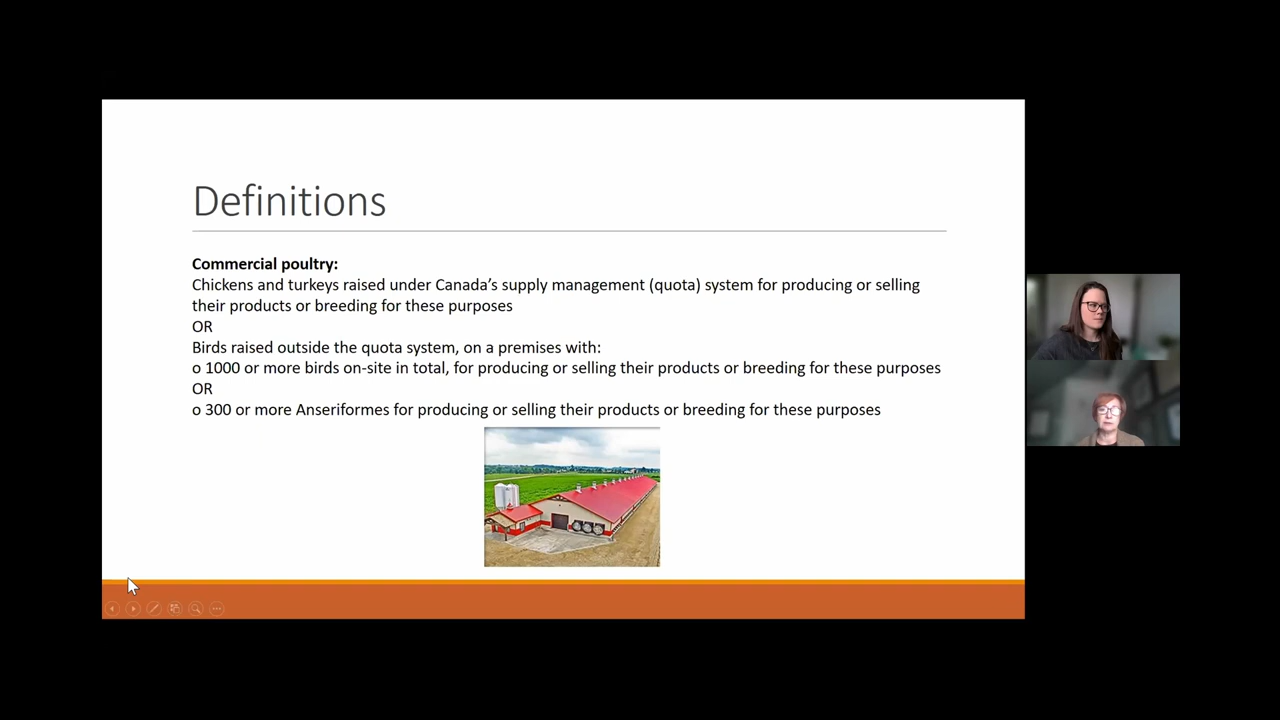 Definitions
Commercial poultry:
Chickens and turkeys raised under Canada’s supply management (quota) system for producing or selling
their products or breeding for these purposes
OR
Birds raised outside the quota system, on a premises with:
o 1000 or more birds on-site in total, for producing or selling their products or breeding for these purposes
OR
o 300 or more Anseriformes for producing or selling their products or breeding for these purposes